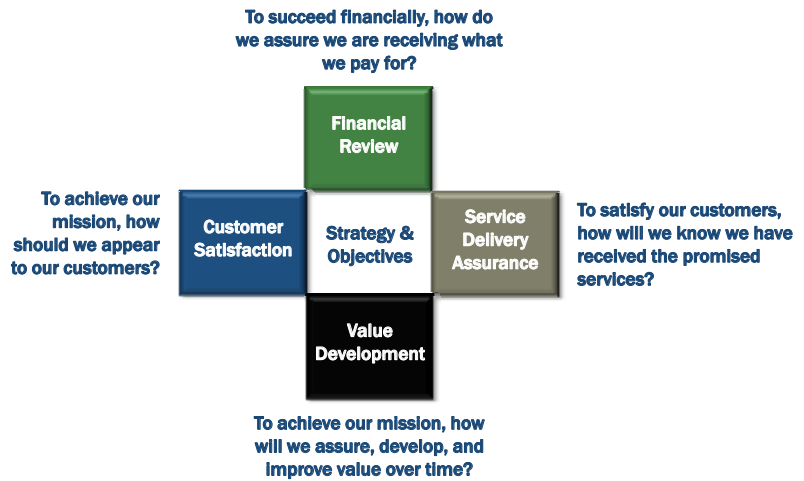 To succeed financially, how do
we assure we are receiving what
we pay for?
Financial
Review
To achieve our
mission, how
should we appear
to our customers?
Customer
Satisfaction
Strategy &
Objectives
Service
Delivery
Assurance
To satisfy our customers,
how will we know we have
received the promised
services?
Value
Development
To achieve our mission, how
will we assure, develop, and
improve value over time?